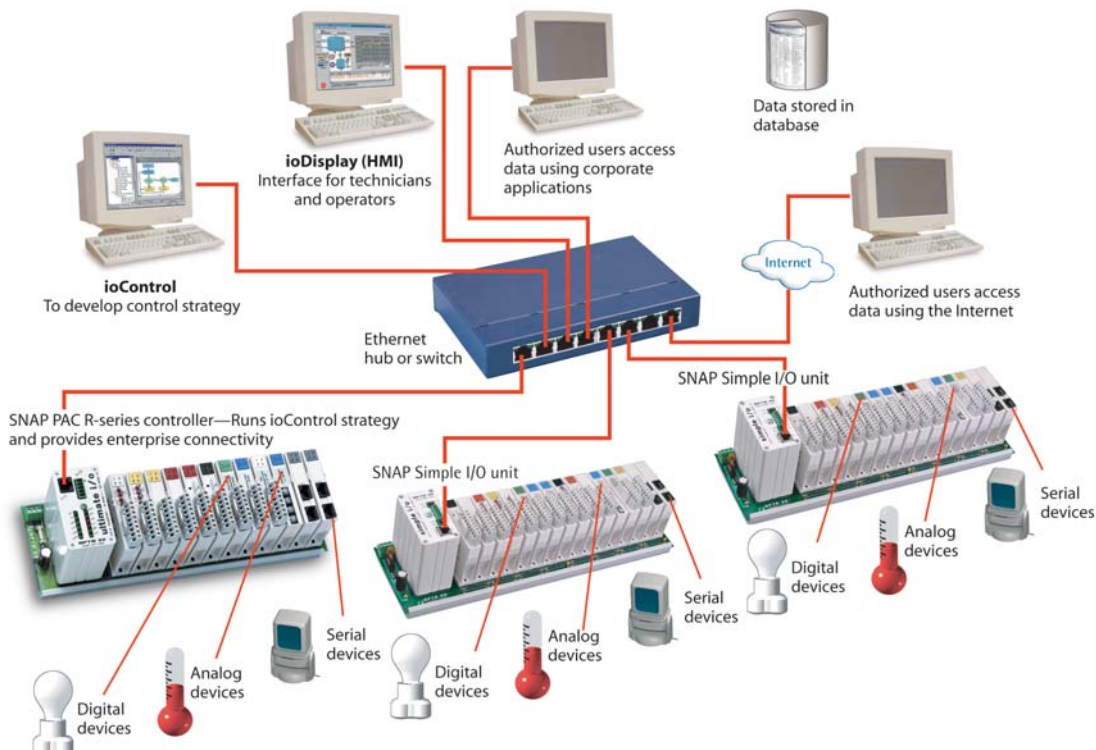 ioDisplay (HMI)
Interface for technicians
and operators
Authorized users access
data using corporate
applications
Data stored in
database
ioControl
To develop control strategy
Internet
Authorized users access
data using the Internet
Ethernet
hub or switch
SNAP Simple I/O unit
SNAP PAC R-series controller—Runs ioControl strategy
and provides enterprise connectivity
SNAP Simple I/O unit
ultimate i/o
simple i/o
simple i/o
Serial
devices
Analog
devices
Digital
devices
Serial
devices
Analog
devices
Digital
devices
Serial
devices
Analog
devices
Digital
devices